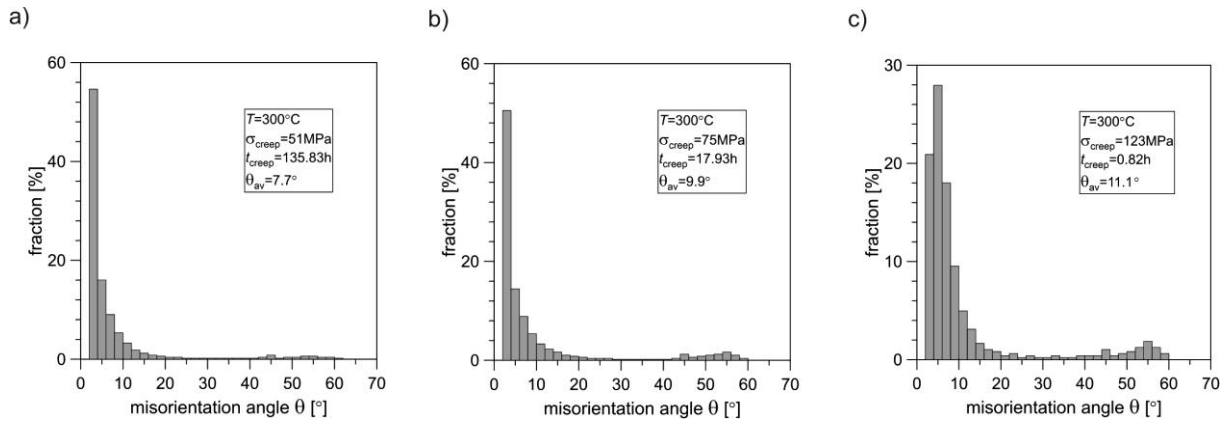 a)
60
40
20
0
fraction [%]
0 10 20 30 40 50 60 70
misorientation angle θ [°]
T=300°C
σcreep=51MPa
tcreep=135.83h
θav=7.7°
b)
60
40
20
0
fraction [%]
0 10 20 30 40 50 60 70
misorientation angle θ [°]
T=300°C
σcreep=75MPa
tcreep=17.93h
θav=9.9°
c)
30
20
10
0
fraction [%]
0 10 20 30 40 50 60 70
misorientation angle θ [°]
T=300°C
σcreep=123MPa
tcreep=0.82h
θav=11.1°